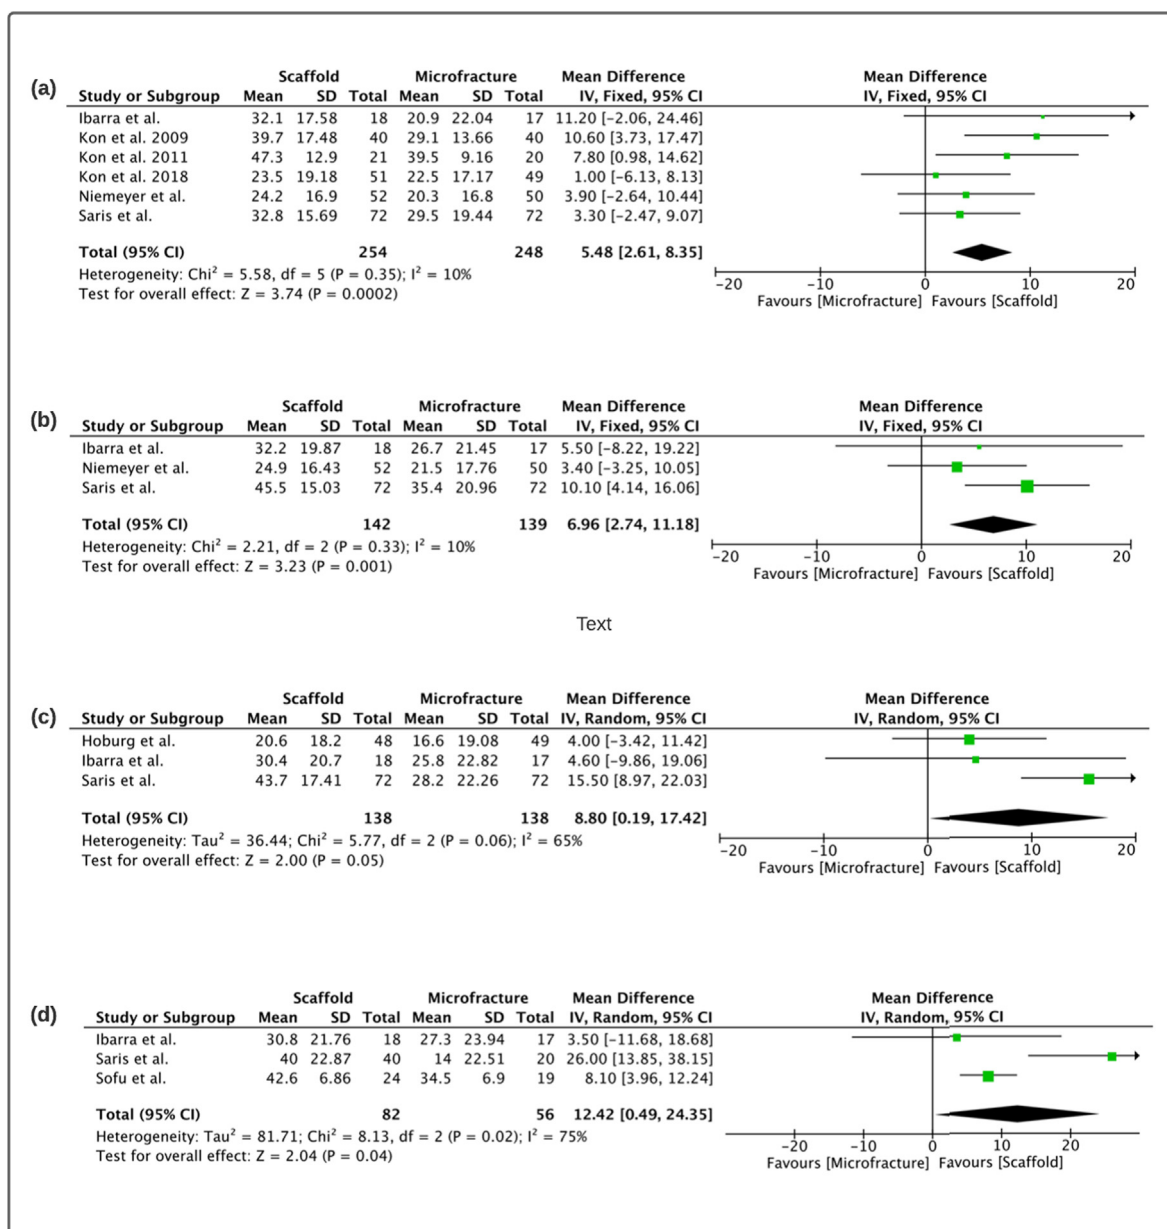 (a)
Scaffold Microfracture Mean Difference Mean Difference
Study or Subgroup Mean SD Total Mean SD Total IV, Fixed, 95% CI IV, Fixed, 95% CI
Ibarra et al. 32.1 17.58 18 20.9 22.04 17 11.20 [−2.06, 24.46]
Kon et al. 2009 39.7 17.48 40 29.1 13.66 40 10.60 [3.73, 17.47]
Kon et al. 2011 47.3 12.9 21 39.5 9.16 20 7.80 [0.98, 14.62]
Kon et al. 2018 23.5 19.18 51 22.5 17.17 49 1.00 [−6.13, 8.13]
Niemeyer et al. 24.2 16.9 52 20.3 16.8 50 3.90 [−2.64, 10.44]
Saris et al. 32.8 15.69 72 29.5 19.44 72 3.30 [−2.47, 9.07]
Total (95% CI) 254 248 5.48 [2.61, 8.35]
Heterogeneity: Chi² = 5.58, df = 5 (P = 0.35); I² = 10%
Test for overall effect: Z = 3.74 (P = 0.0002)
−20 −10 0 10 20
Favours [Microfracture] Favours [Scaffold]
(b)
Scaffold Microfracture Mean Difference Mean Difference
Study or Subgroup Mean SD Total Mean SD Total IV, Fixed, 95% CI IV, Fixed, 95% CI
Ibarra et al. 32.2 19.87 18 26.7 21.45 17 5.50 [−8.22, 19.22]
Niemeyer et al. 24.9 16.43 52 21.5 17.76 50 3.40 [−3.25, 10.05]
Saris et al. 45.5 15.03 72 35.4 20.96 72 10.10 [4.14, 16.06]
Total (95% CI) 142 139 6.96 [2.74, 11.18]
Heterogeneity: Chi² = 2.21, df = 2 (P = 0.33); I² = 10%
Test for overall effect: Z = 3.23 (P = 0.001)
−20 −10 0 10 20
Favours [Microfracture] Favours [Scaffold]
Text
(c)
Scaffold Microfracture Mean Difference Mean Difference
Study or Subgroup Mean SD Total Mean SD Total IV, Random, 95% CI IV, Random, 95% CI
Hoburg et al. 20.6 18.2 48 16.6 19.08 49 4.00 [−3.42, 11.42]
Ibarra et al. 30.4 20.7 18 25.8 22.82 17 4.60 [−9.86, 19.06]
Saris et al. 43.7 17.41 72 28.2 22.26 72 15.50 [8.97, 22.03]
Total (95% CI) 138 138 8.80 [0.19, 17.42]
Heterogeneity: Tau² = 36.44; Chi² = 5.77, df = 2 (P = 0.06); I² = 65%
Test for overall effect: Z = 2.00 (P = 0.05)
−20 −10 0 10 20
Favours [Microfracture] Favours [Scaffold]
(d)
Scaffold Microfracture Mean Difference Mean Difference
Study or Subgroup Mean SD Total Mean SD Total IV, Random, 95% CI IV, Random, 95% CI
Ibarra et al. 30.8 21.76 18 27.3 23.94 17 3.50 [−11.68, 18.68]
Saris et al. 40 22.87 40 14 22.51 20 26.00 [13.85, 38.15]
Sofu et al. 42.6 6.86 24 34.5 6.9 19 8.10 [3.96, 12.24]
Total (95% CI) 82 56 12.42 [0.49, 24.35]
Heterogeneity: Tau² = 81.71; Chi² = 8.13, df = 2 (P = 0.02); I² = 75%
Test for overall effect: Z = 2.04 (P = 0.04)
−20 −10 0 10 20
Favours [Microfracture] Favours [Scaffold]